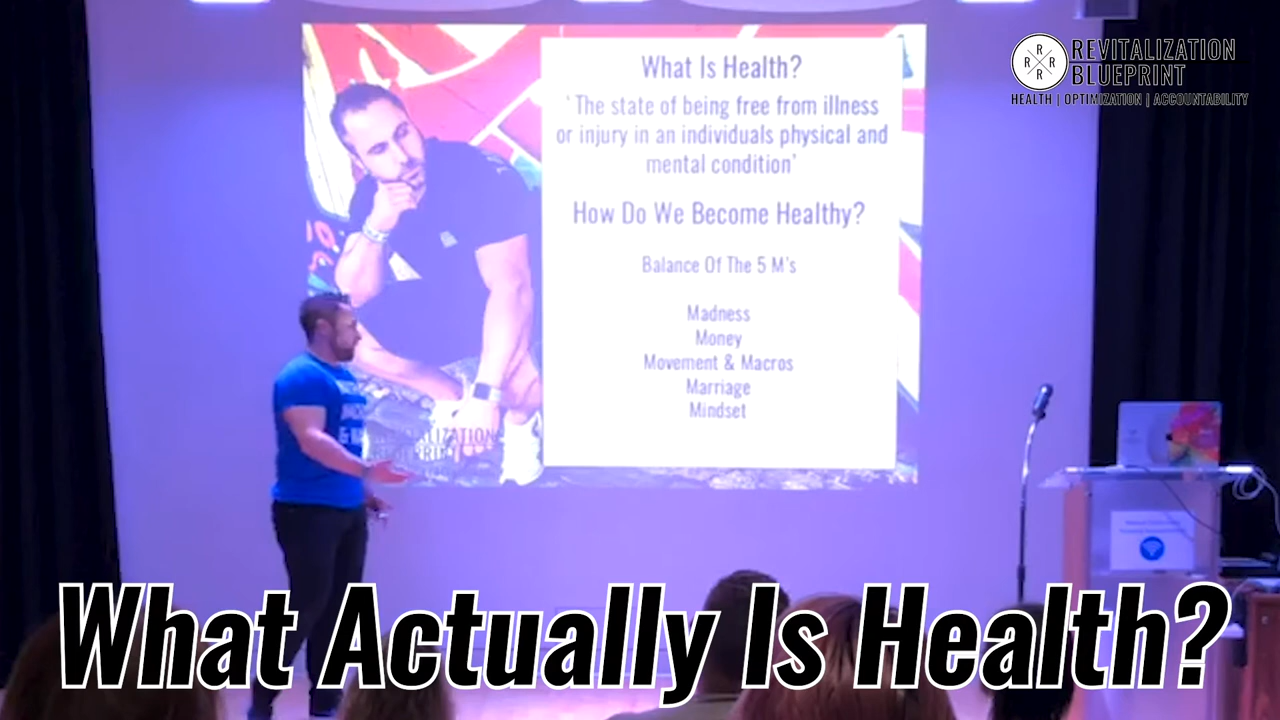 What Is Health?
' The state of being free from illness
or injury in an individuals physical and
mental condition'
How Do We Become Healthy?
Balance Of The 5 M's
Madness
Money
Movement & Macros
Marriage
Mindset
R
R R
R
REVITALIZATION
BLUEPRINT
HEALTH | OPTIMIZATION | ACCOUNTABILITY
What Actually Is Health?